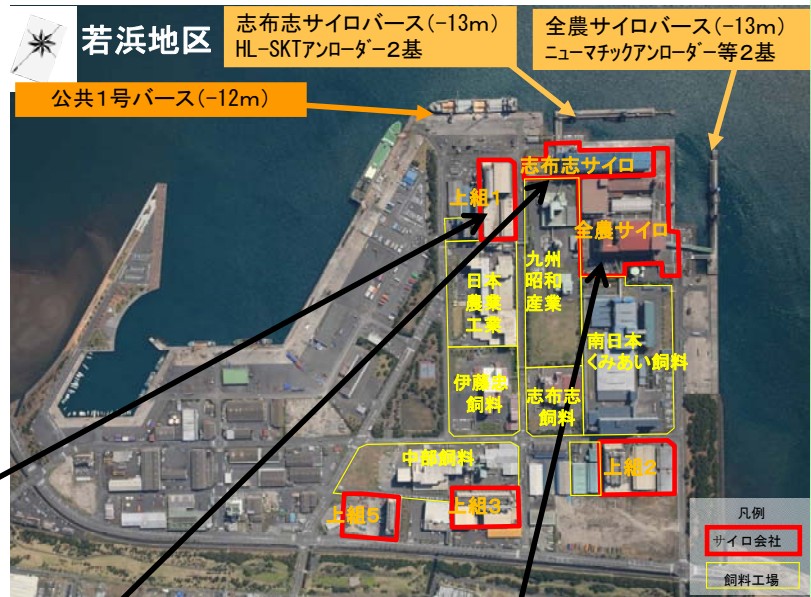 若浜地区
志布志サイロバース(-13m)
HL-SKTアンローダー2基
全農サイロバース(-13m)
ニューマチックアンローダー等2基
公共1号バース(-12m)
志布志サイロ
上組1
全農サイロ
九州
昭和
産業
日本
農業
工業
南日本
くみあい飼料
伊藤忠
飼料
志布志
飼料
中部飼料
上組2
上組5
上組3
凡例
サイロ会社
飼料工場